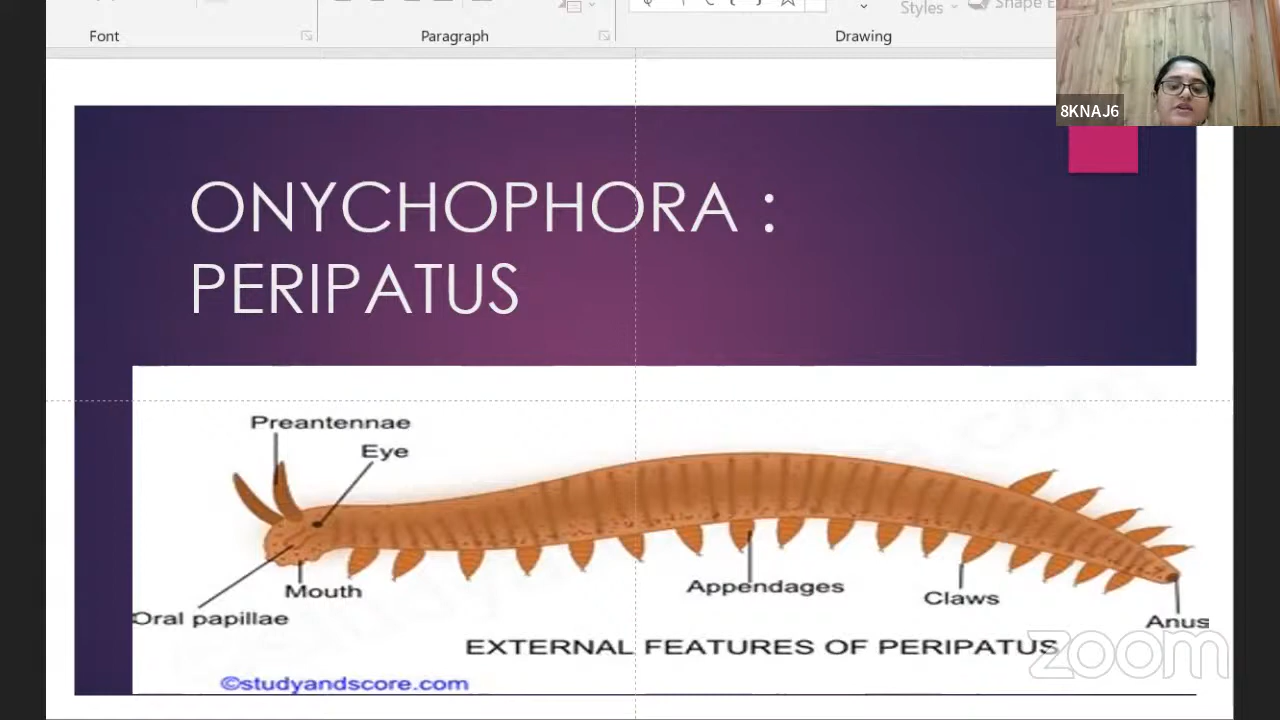 Styles
Shape E
Font
Paragraph
Drawing
8KNAJ6
ONYCHOPHORA :
PERIPATUS
Preantennae
Eye
Mouth
Oral papillae
Appendages
Claws
Anus
EXTERNAL FEATURES OF PERIPATUS
zoom
©studyandscore.com